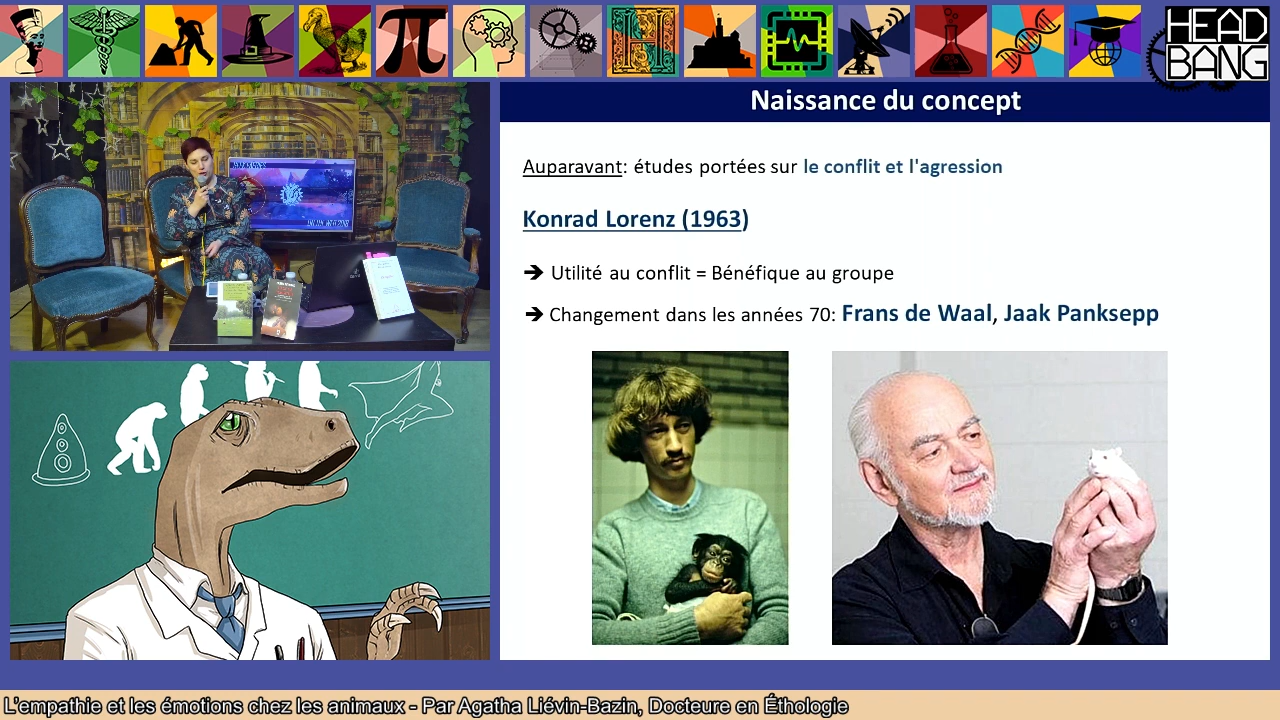 HEAD
BANG
Naissance du concept
Auparavant: études portées sur le conflit et l'agression
Konrad Lorenz (1963)
➔ Utilité au conflit = Bénéfique au groupe
➔ Changement dans les années 70: Frans de Waal, Jaak Panksepp
L'empathie et les émotions chez les animaux - Par Agatha Liévin-Bazin, Docteure en Éthologie